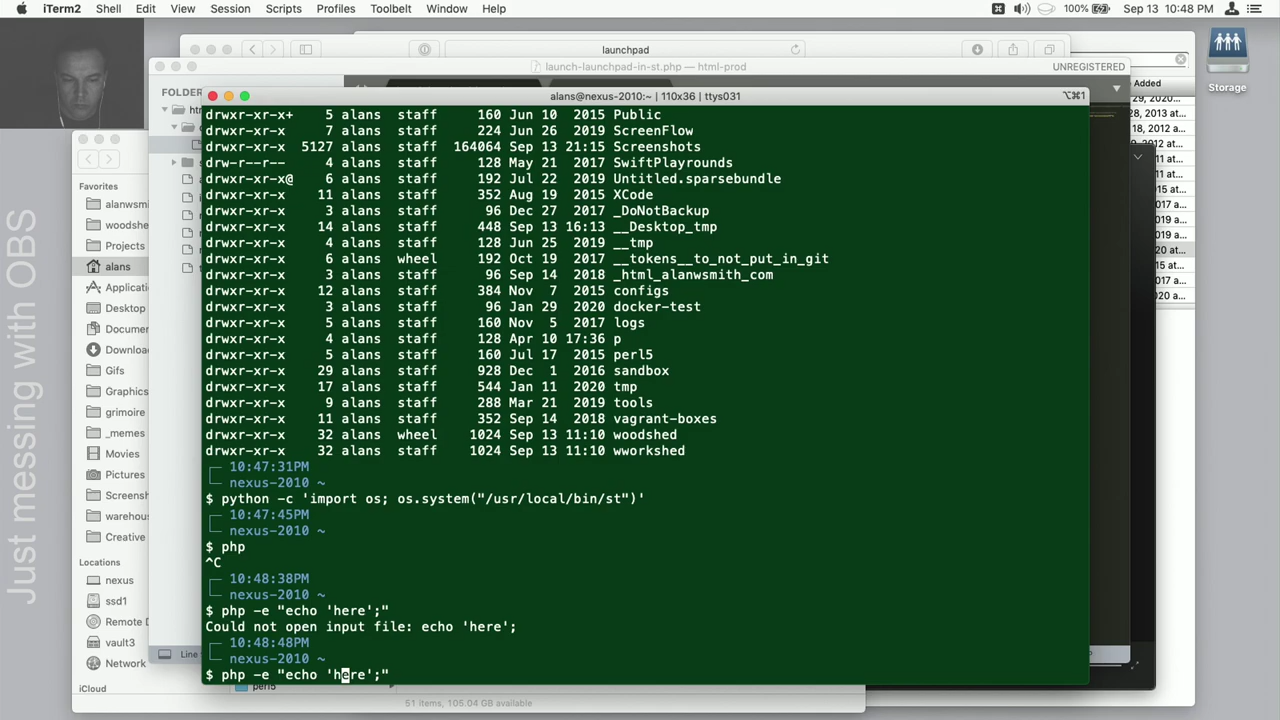 iTerm2 Shell Edit View Session Scripts Profiles Toolbelt Window Help 100% Sep 13 10:48 PM
launchpad
launch-launchpad-in-st.php — html-prod UNREGISTERED
alans@nexus-2010:~ | 110x36 | ttys031 ⌥⌘1
drwxr-xr-x+ 5 alans staff 160 Jun 10 2015 Public
drwxr-xr-x 7 alans staff 224 Jun 26 2019 ScreenFlow
drwxr-xr-x 5127 alans staff 164064 Sep 13 21:15 Screenshots
drw-r--r-- 4 alans staff 128 May 21 2017 SwiftPlayrounds
drwxr-xr-x@ 6 alans staff 192 Jul 22 2019 Untitled.sparsebundle
drwxr-xr-x 11 alans staff 352 Aug 19 2015 XCode
drwxr-xr-x 3 alans staff 96 Dec 27 2017 _DoNotBackup
drwxr-xr-x 14 alans staff 448 Sep 13 16:13 __Desktop_tmp
drwxr-xr-x 4 alans staff 128 Jun 25 2019 __tmp
drwxr-xr-x 6 alans wheel 192 Oct 19 2017 __tokens__to_not_put_in_git
drwxr-xr-x 3 alans staff 96 Sep 14 2018 _html_alanwsmith_com
drwxr-xr-x 12 alans staff 384 Nov 7 2015 configs
drwxr-xr-x 3 alans staff 96 Jan 29 2020 docker-test
drwxr-xr-x 5 alans staff 160 Nov 5 2017 logs
drwxr-xr-x 4 alans staff 128 Apr 10 17:36 p
drwxr-xr-x 5 alans staff 160 Jul 17 2015 perl5
drwxr-xr-x 29 alans staff 928 Dec 1 2016 sandbox
drwxr-xr-x 17 alans staff 544 Jan 11 2020 tmp
drwxr-xr-x 9 alans staff 288 Mar 21 2019 tools
drwxr-xr-x 11 alans staff 352 Sep 14 2018 vagrant-boxes
drwxr-xr-x 32 alans wheel 1024 Sep 13 11:10 woodshed
drwxr-xr-x 32 alans staff 1024 Sep 13 11:10 wworkshed
10:47:31PM
nexus-2010 ~
$ python -c 'import os; os.system("/usr/local/bin/st")'
10:47:45PM
nexus-2010 ~
$ php
^C
10:48:38PM
nexus-2010 ~
$ php -e "echo 'here';"
Could not open input file: echo 'here';
10:48:48PM
nexus-2010 ~
$ php -e "echo 'here';"
FOLDER
Favorites
alanwsmith
woodshe
Projects
alans
Applicati
Desktop
Documen
Downloa
Gifs
Graphics
grimoire
_memes
Movies
Pictures
Screensh
warehous
Creative
Locations
nexus
ssd1
Remote D
vault3
Network
iCloud
Line
perl5
51 items, 105.04 GB available
Added
Storage
Just messing with OBS